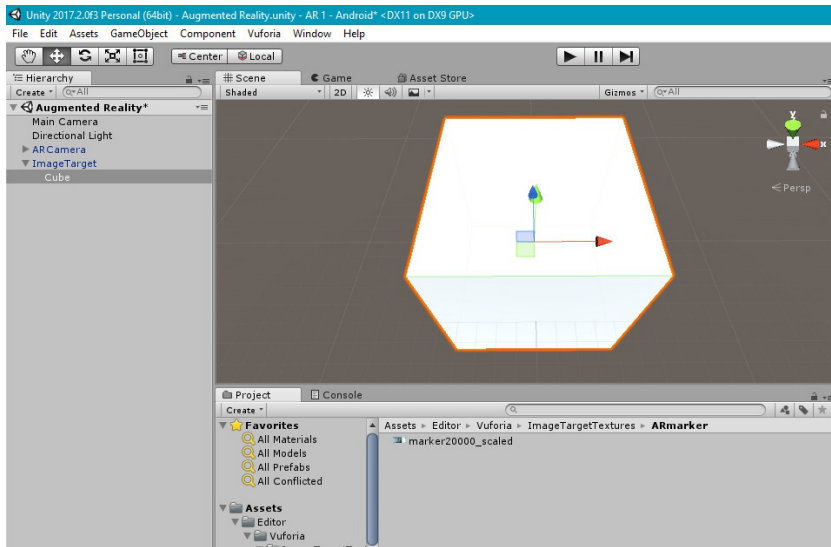 Unity 2017.2.0f3 Personal (64bit) - Augmented Reality.unity - AR 1 - Android* <DX11 on DX9 GPU>
File Edit Assets GameObject Component Vuforia Window Help
Center Local
Hierarchy
Create All
Augmented Reality*
Main Camera
Directional Light
ARCamera
ImageTarget
Cube
Scene Game Asset Store
Shaded 2D Gizmos All
y
x
Persp
Project Console
Create
Favorites
All Materials
All Models
All Prefabs
All Conflicted
Assets
Editor
Vuforia
Assets Editor Vuforia ImageTargetTextures ARmarker
marker20000_scaled